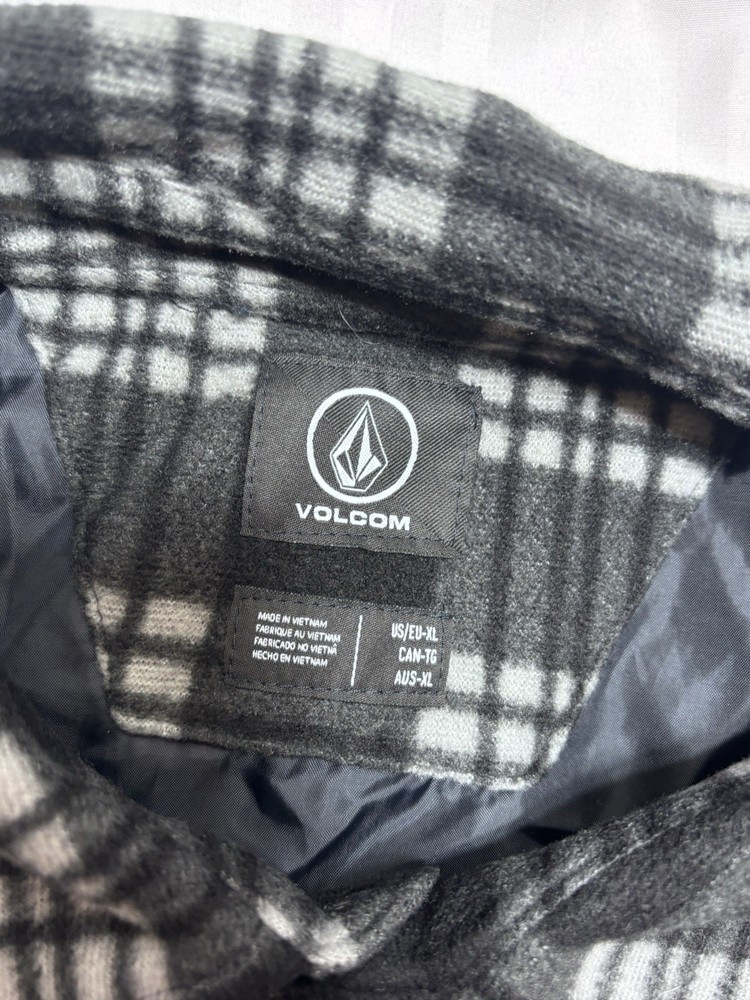 VOLCOM
MADE IN VIETNAM
FABRIQUE AU VIETNAM
FABRICADO NO VIETNÃ
HECHO EN VIETNAM
US/EU-XL
CAN-TG
AUS-XL